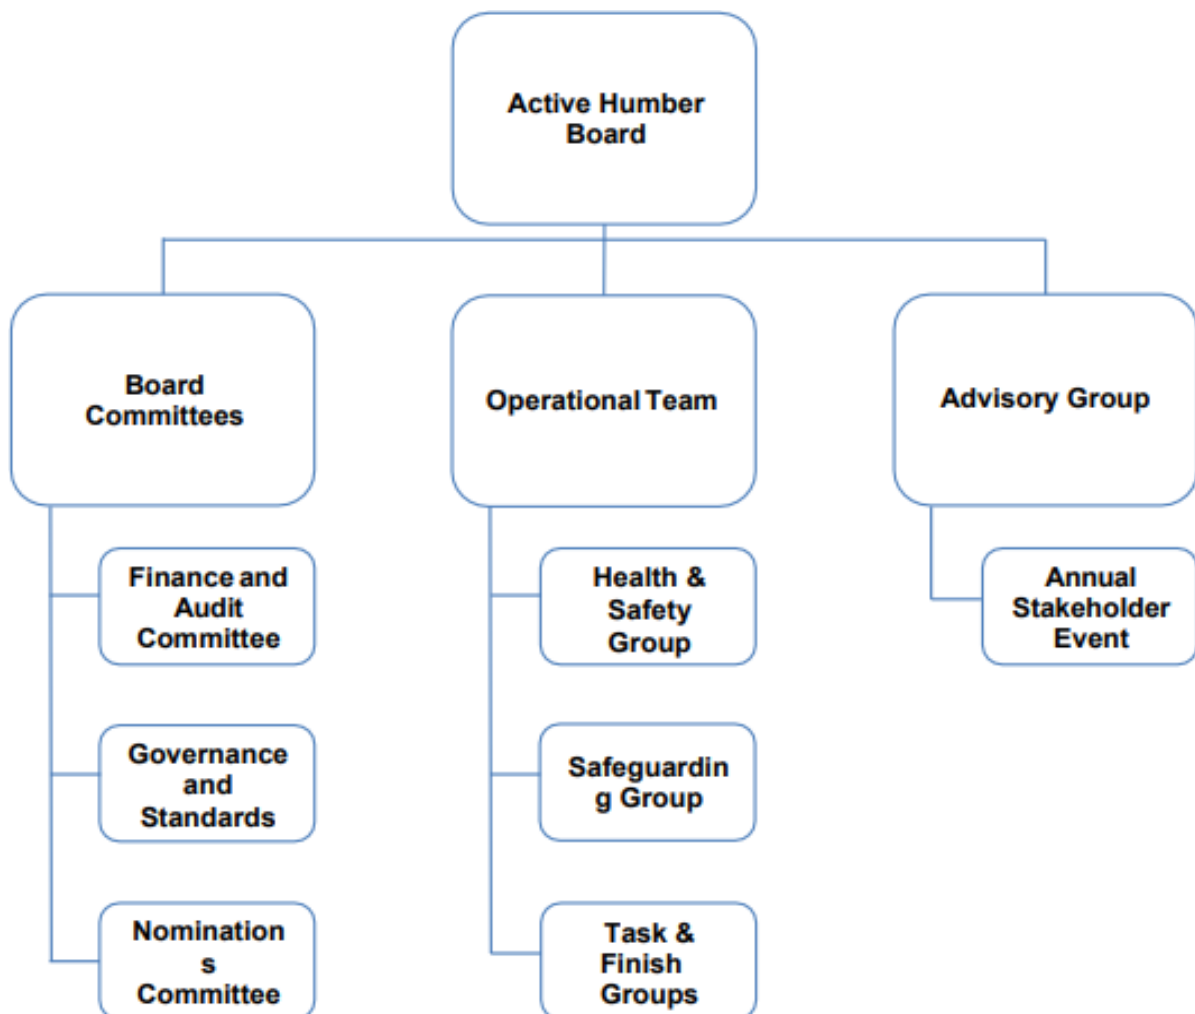 Active Humber
Board
Board
Committees
Operational Team
Advisory Group
Finance and
Audit
Committee
Health &
Safety
Group
Annual
Stakeholder
Event
Governance
and
Standards
Safeguardin
g Group
Nomination
s
Committee
Task &
Finish
Groups